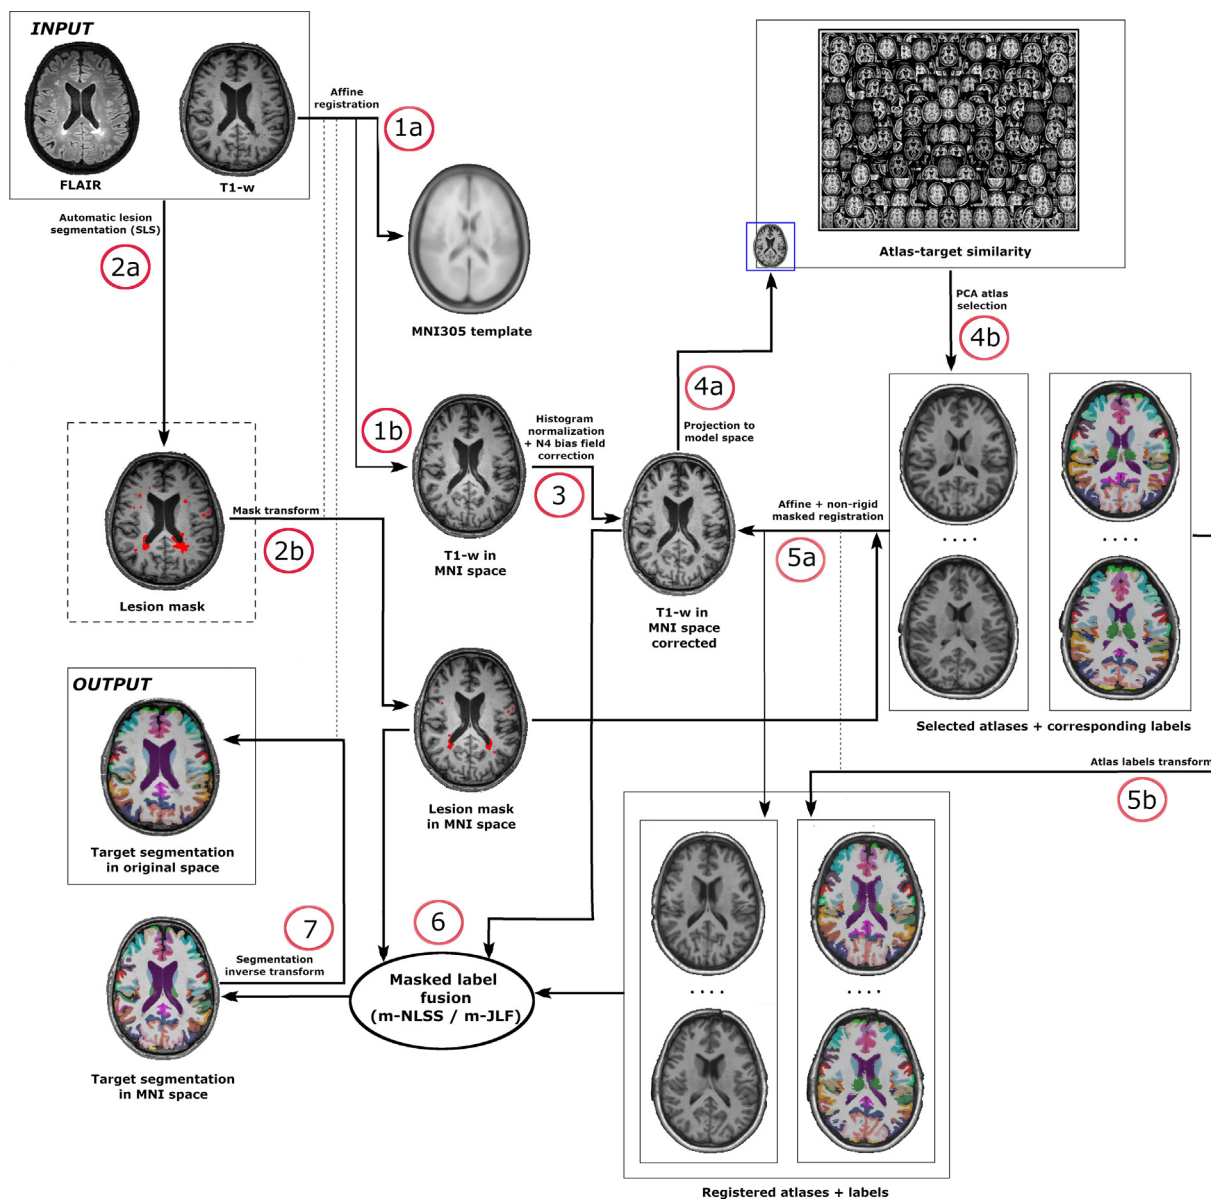 INPUT
FLAIR
T1-w
Affine
registration
1a
MNI305 template
Automatic lesion
segmentation (SLS)
2a
Atlas-target similarity
PCA atlas
selection
4b
4a
Projection to
model space
1b
Histogram
normalization
+ N4 bias field
correction
3
T1-w in
MNI space
Mask transform
2b
Lesion mask
Affine + non-rigid
masked registration
5a
T1-w in
MNI space
corrected
....
....
Selected atlases + corresponding labels
OUTPUT
Target segmentation
in original space
Lesion mask
in MNI space
Atlas labels transform
5b
7
Segmentation
inverse transform
6
Masked label
fusion
(m-NLSS / m-JLF)
Target segmentation
in MNI space
....
....
Registered atlases + labels